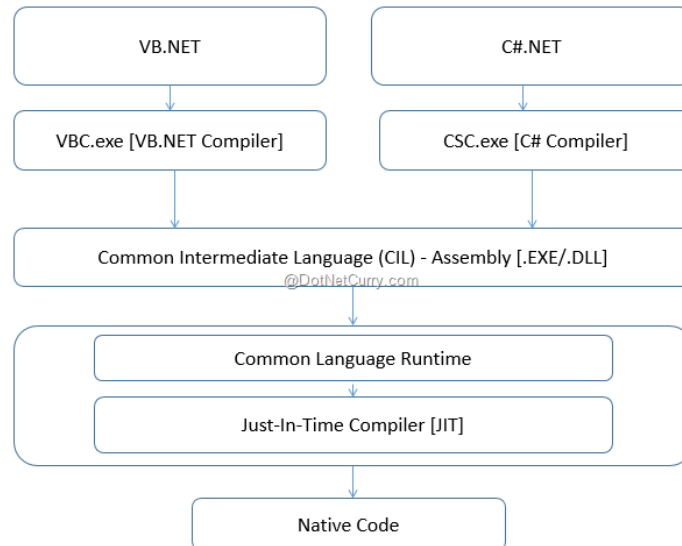 VB.NET
C#.NET
VBC.exe [VB.NET Compiler]
CSC.exe [C# Compiler]
Common Intermediate Language (CIL) - Assembly [.EXE/.DLL]
@DotNetCurry.com
Common Language Runtime
Just-In-Time Compiler [JIT]
Native Code